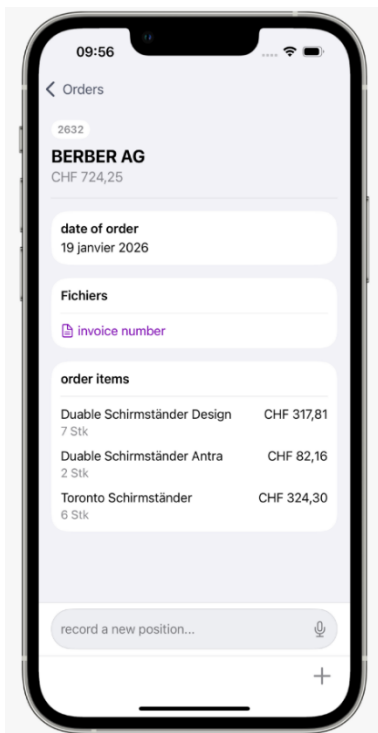 09:56
Orders
2632
BERBER AG
CHF 724,25
date of order
19 janvier 2026
Fichiers
invoice number
order items
Duable Schirmständer Design CHF 317,81
7 Stk
Duable Schirmständer Antra CHF 82,16
2 Stk
Toronto Schirmständer CHF 324,30
6 Stk
record a new position...